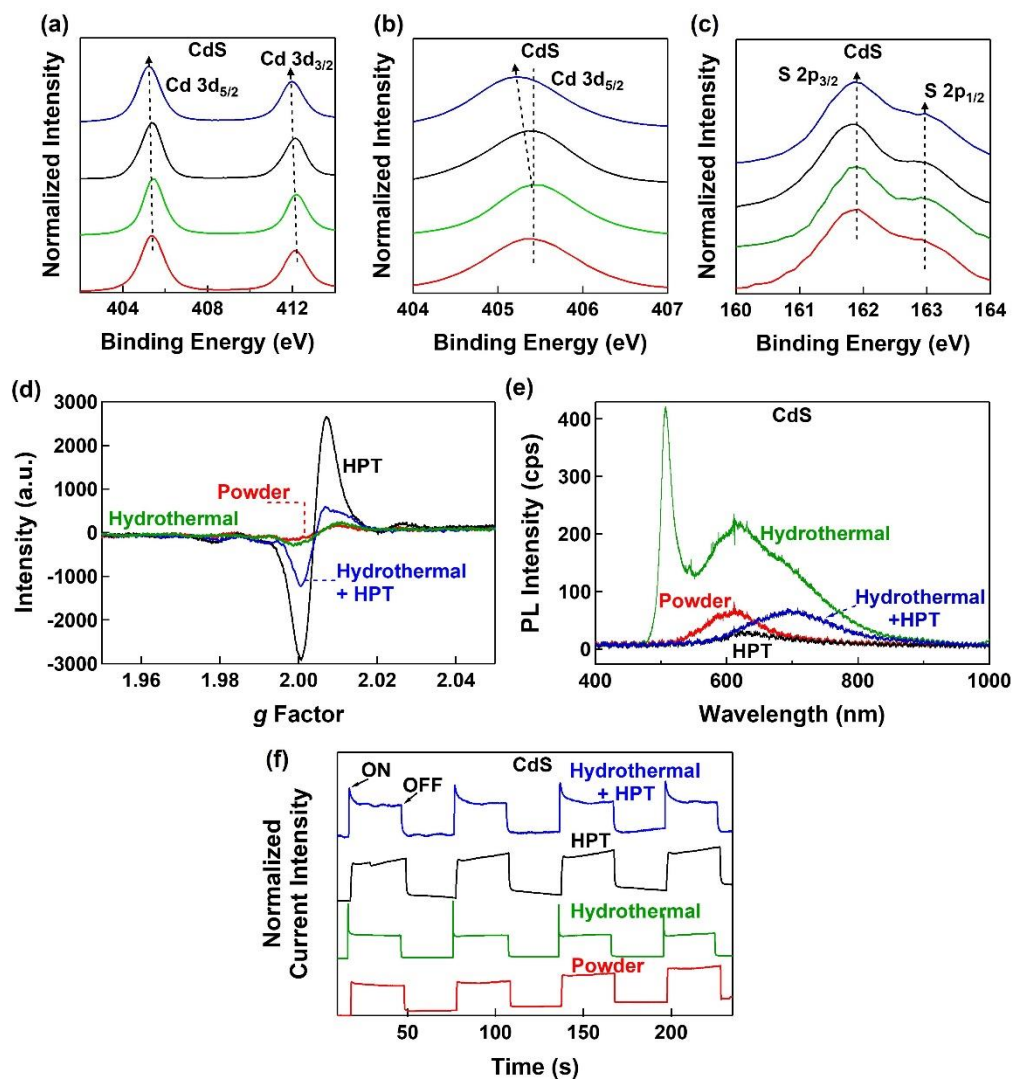 (a)
CdS
Cd 3d5/2
Cd 3d3/2
Normalized Intensity
404 408 412
Binding Energy (eV)
(b)
CdS
Cd 3d5/2
Normalized Intensity
404 405 406 407
Binding Energy (eV)
(c)
CdS
S 2p3/2
S 2p1/2
Normalized Intensity
160 161 162 163 164
Binding Energy (eV)
(d)
3000
2000
1000
0
-1000
-2000
-3000
Intensity (a.u.)
HPT
Powder
Hydrothermal
Hydrothermal
+ HPT
1.96 1.98 2.00 2.02 2.04
g Factor
(e)
CdS
400
300
200
100
0
PL Intensity (cps)
Hydrothermal
Powder
Hydrothermal
+HPT
HPT
400 600 800 1000
Wavelength (nm)
(f)
CdS
ON
OFF
Hydrothermal
+ HPT
HPT
Hydrothermal
Powder
Normalized
Current Intensity
50 100 150 200
Time (s)